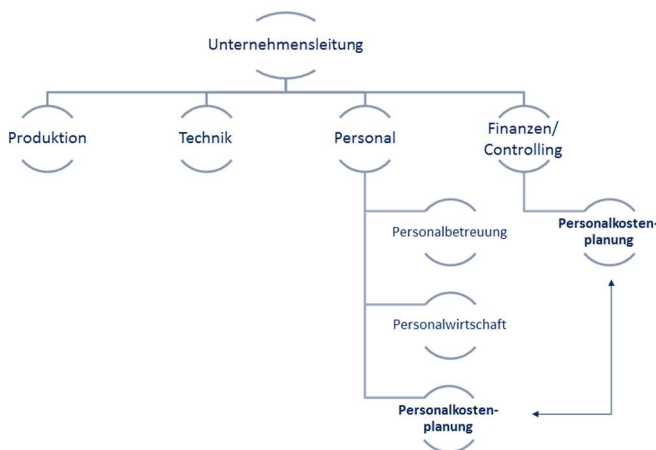 Unternehmensleitung
Produktion
Technik
Personal
Finanzen/
Controlling
Personalbetreuung
Personalkosten-
planung
Personalwirtschaft
Personalkosten-
planung